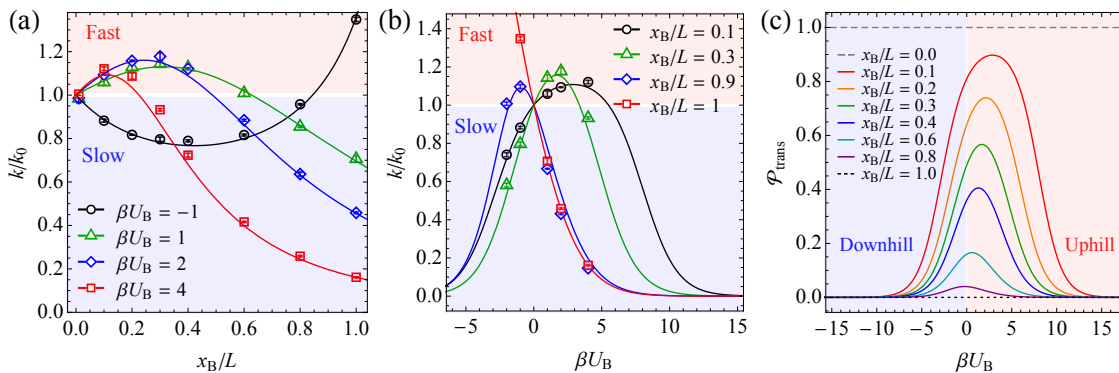 (a)
Fast
Slow
βU_B = −1
βU_B = 1
βU_B = 2
βU_B = 4
k/k_0
1.2
1.0
0.8
0.6
0.4
0.2
0.0 0.2 0.4 0.6 0.8 1.0
x_B/L
(b)
Fast
Slow
x_B/L = 0.1
x_B/L = 0.3
x_B/L = 0.9
x_B/L = 1
k/k_0
1.4
1.2
1.0
0.8
0.6
0.4
0.2
0.0
−5 0 5 10 15
βU_B
(c)
x_B/L = 0.0
x_B/L = 0.1
x_B/L = 0.2
x_B/L = 0.3
x_B/L = 0.4
x_B/L = 0.6
x_B/L = 0.8
x_B/L = 1.0
Downhill
Uphill
𝒫_trans
1.0
0.8
0.6
0.4
0.2
0.0
−15 −10 −5 0 5 10 15
βU_B